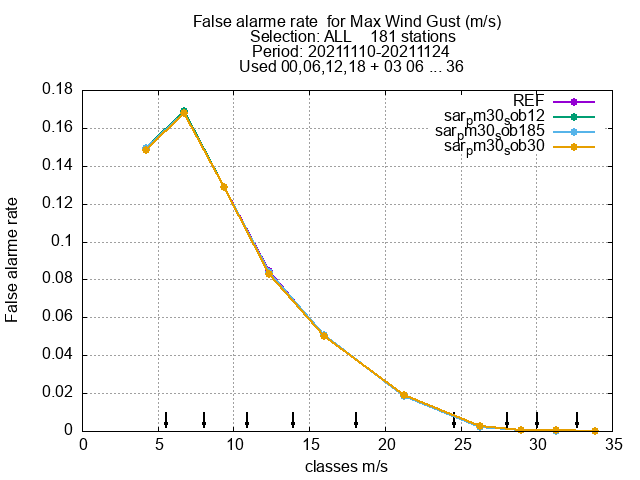 False alarme rate  for Max Wind Gust (m/s)
Selection: ALL    181 stations
Period: 20211110-20211124
Used 00,06,12,18 + 03 06 ... 36
REF
sarpm30sob12
sarpm30sob185
sarpm30sob30
0.18
0.16
0.14
0.12
0.1
0.08
0.06
0.04
0.02
0
False alarme rate
0 5 10 15 20 25 30 35
classes m/s